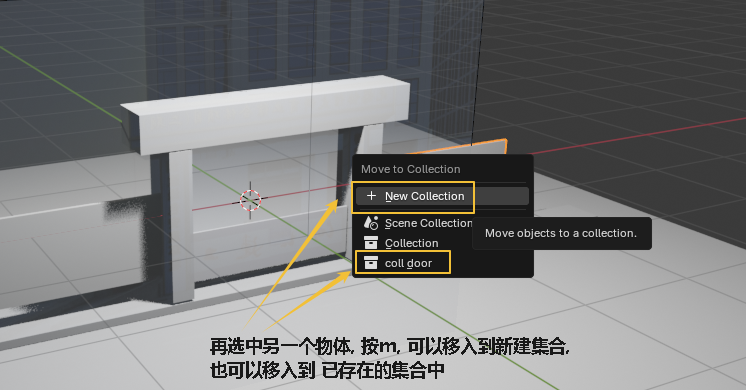 Move to Collection
+ New Collection
Scene Collection
Move objects to a collection.
Collection
coll door
再选中另一个物体, 按m, 可以移入到新建集合,
也可以移入到 已存在的集合中